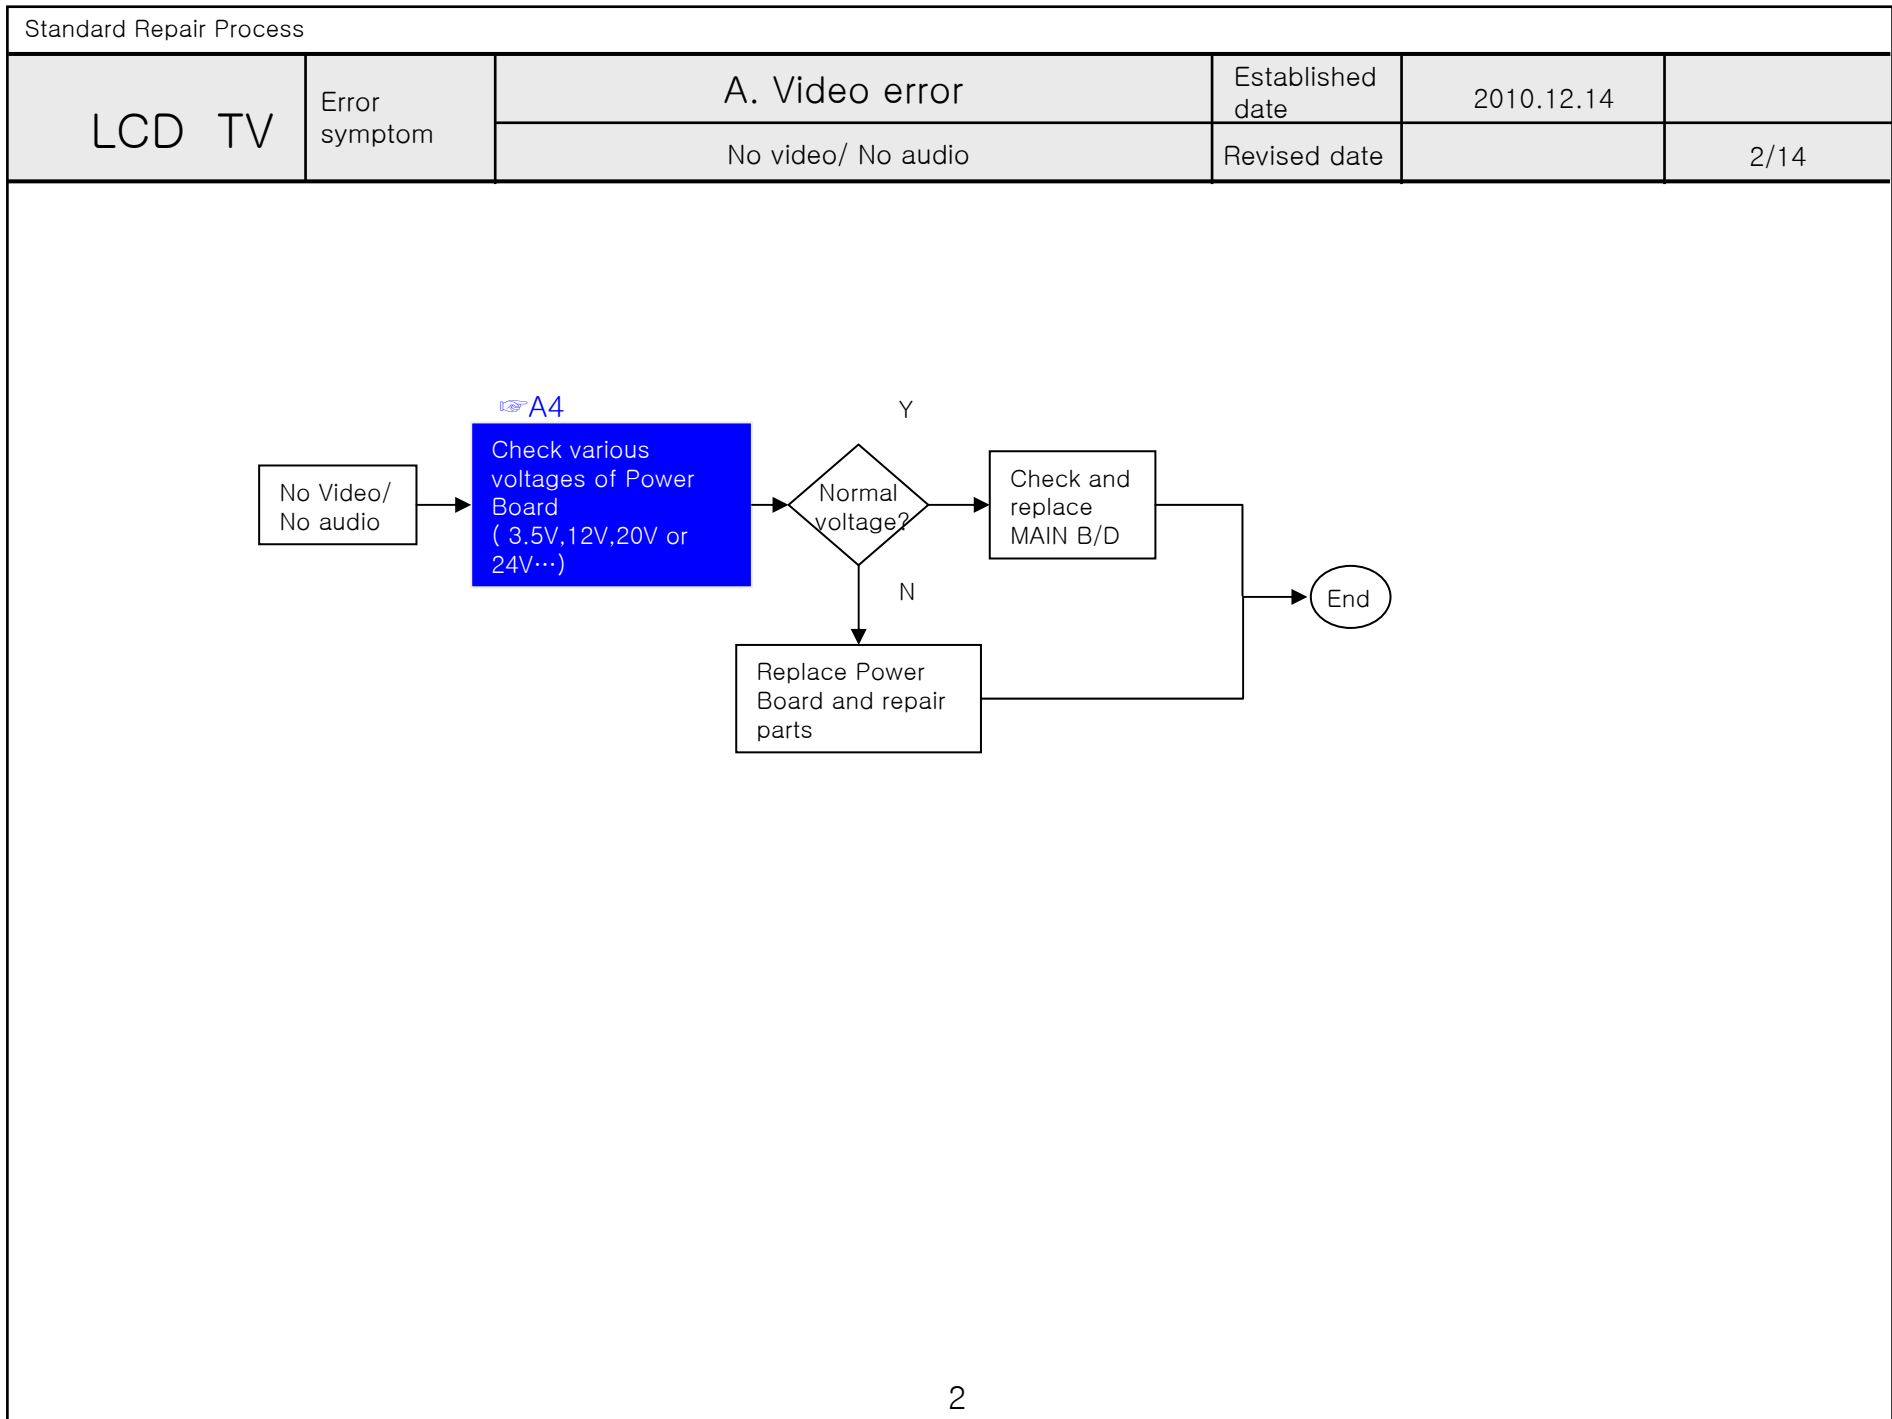 Standard Repair Process
LCD TV
Error
symptom
A. Video error
No video/ No audio
Established
date
2010.12.14
Revised date
2/14
☞A4
Y
No Video/
No audio
Check various
voltages of Power
Board
( 3.5V,12V,20V or
24V⋯)
Normal
voltage?
Check and
replace
MAIN B/D
N
End
Replace Power
Board and repair
parts
2